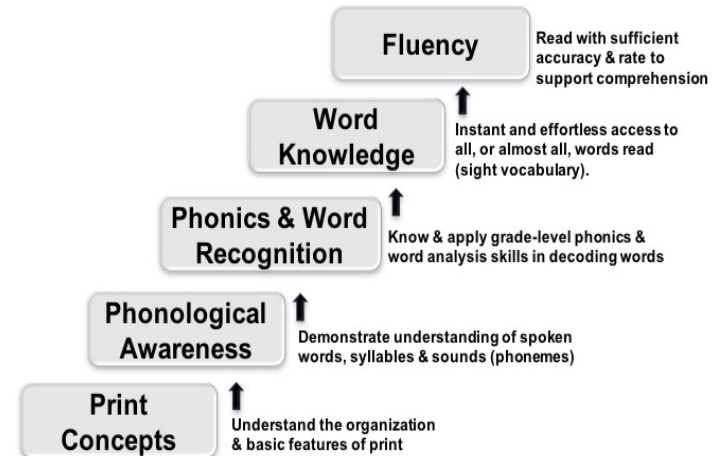 Fluency
Read with sufficient
accuracy & rate to
support comprehension
Word
Knowledge
Instant and effortless access to
all, or almost all, words read
(sight vocabulary).
Phonics & Word
Recognition
Know & apply grade-level phonics &
word analysis skills in decoding words
Phonological
Awareness
Demonstrate understanding of spoken
words, syllables & sounds (phonemes)
Print
Concepts
Understand the organization
& basic features of print